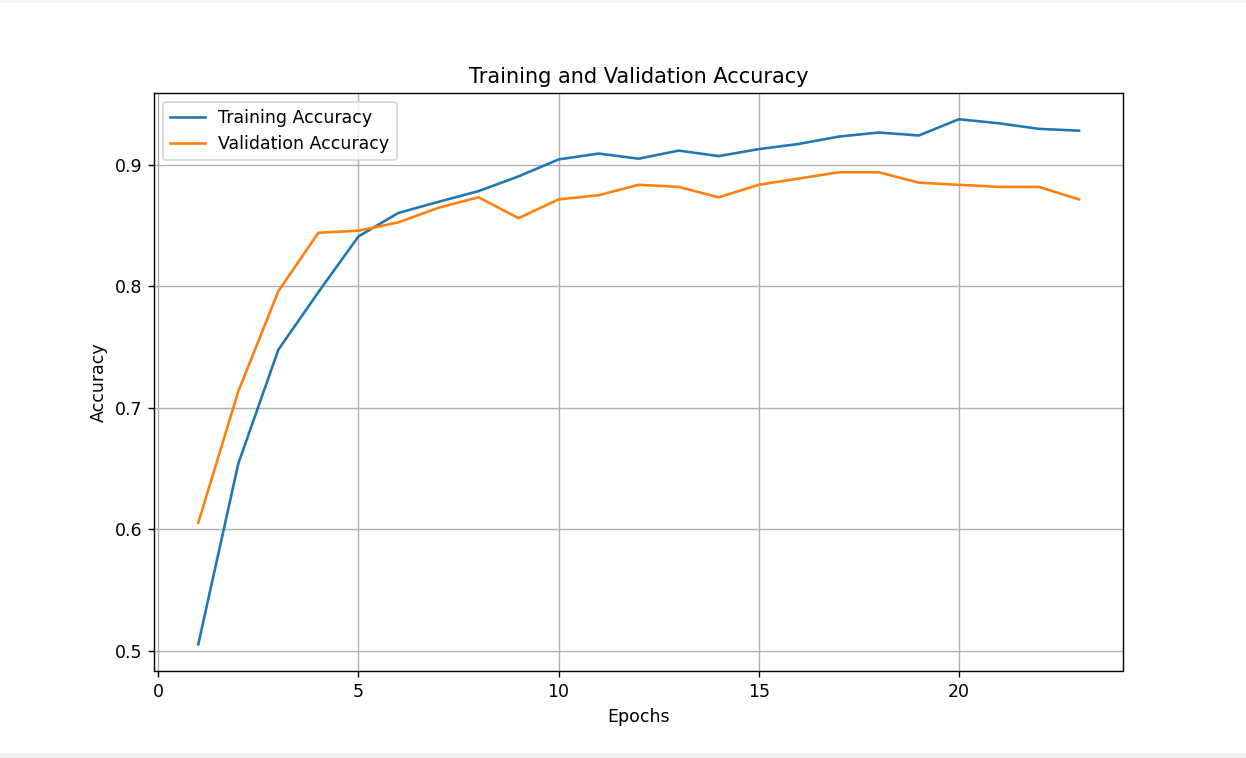 Training and Validation Accuracy
Training Accuracy
Validation Accuracy
0.9
0.8
0.7
0.6
0.5
Accuracy
0 5 10 15 20
Epochs